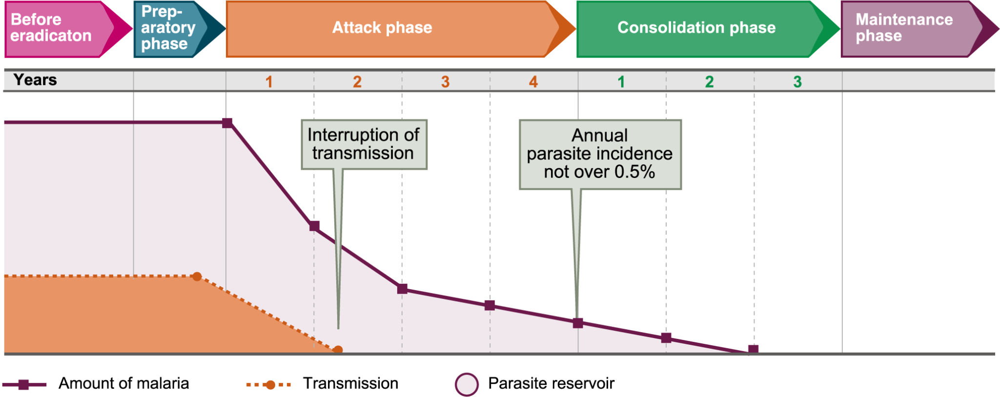 Before
eradicaton
Prep-
aratory
phase
Attack phase
Consolidation phase
Maintenance
phase
Years
1
2
3
4
1
2
3
Interruption of
transmission
Annual
parasite incidence
not over 0.5%
Amount of malaria
Transmission
Parasite reservoir